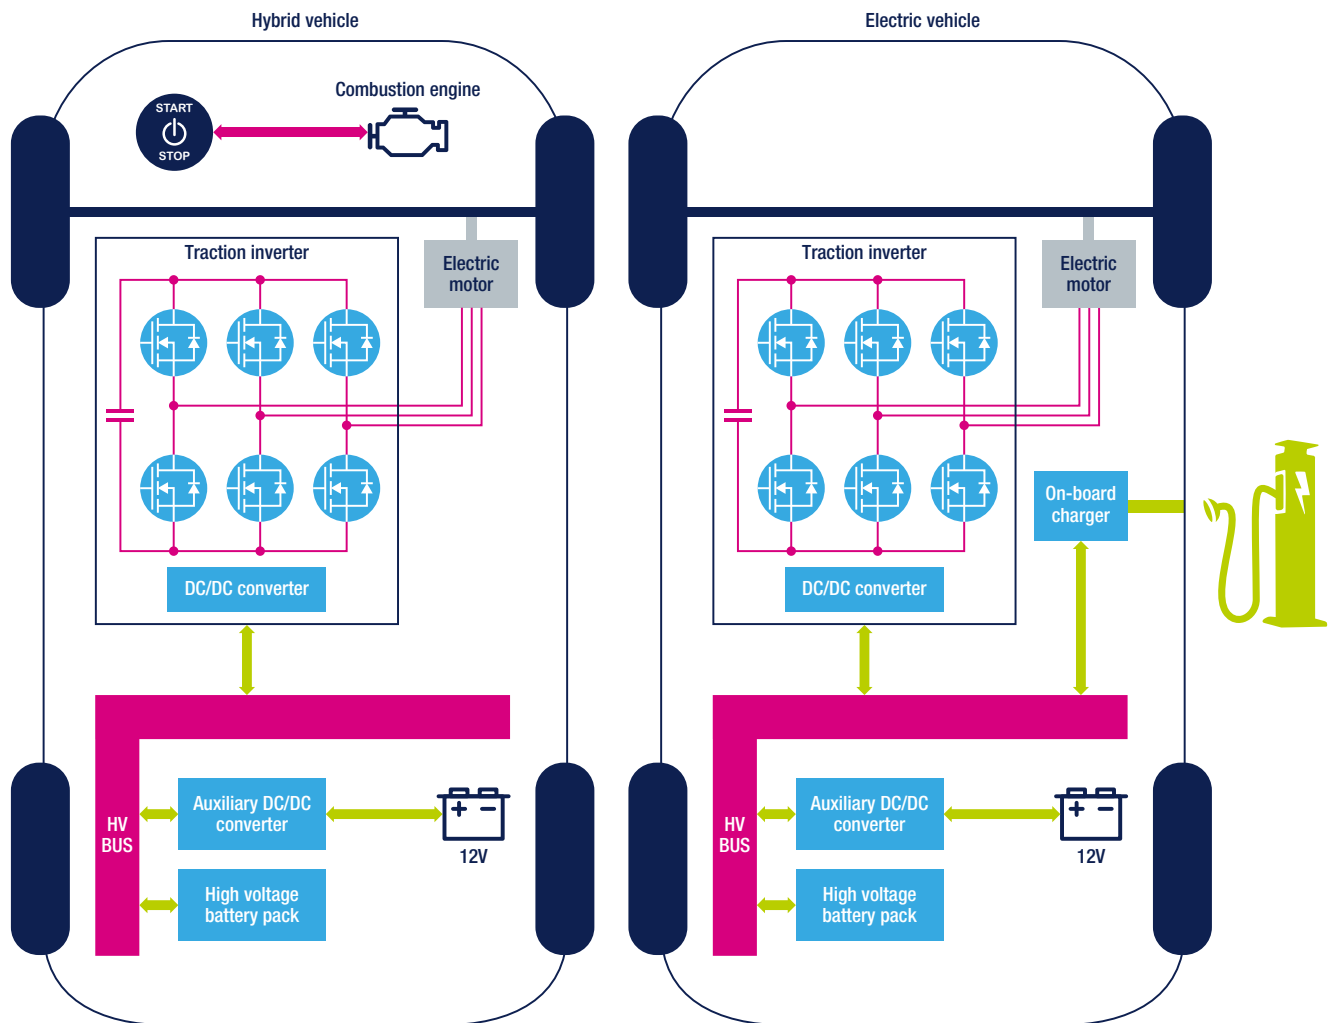 Hybrid vehicle
START
STOP
Combustion engine
Traction inverter
Electric
motor
DC/DC converter
HV
BUS
Auxiliary DC/DC
converter
12V
High voltage
battery pack
Electric vehicle
Traction inverter
Electric
motor
On-board
charger
DC/DC converter
HV
BUS
Auxiliary DC/DC
converter
12V
High voltage
battery pack